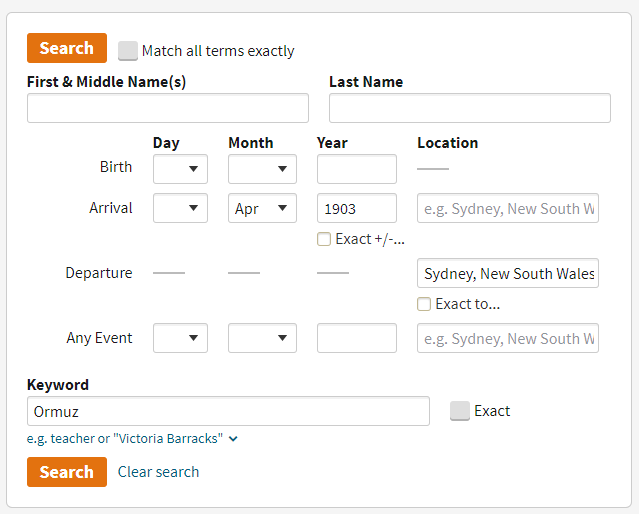 Search Match all terms exactly
First & Middle Name(s) Last Name
Day Month Year Location
Birth
Arrival Apr 1903 e.g. Sydney, New South W
Exact +/-...
Departure Sydney, New South Wales
Exact to...
Any Event e.g. Sydney, New South W
Keyword
Ormuz Exact
e.g. teacher or "Victoria Barracks"
Search Clear search